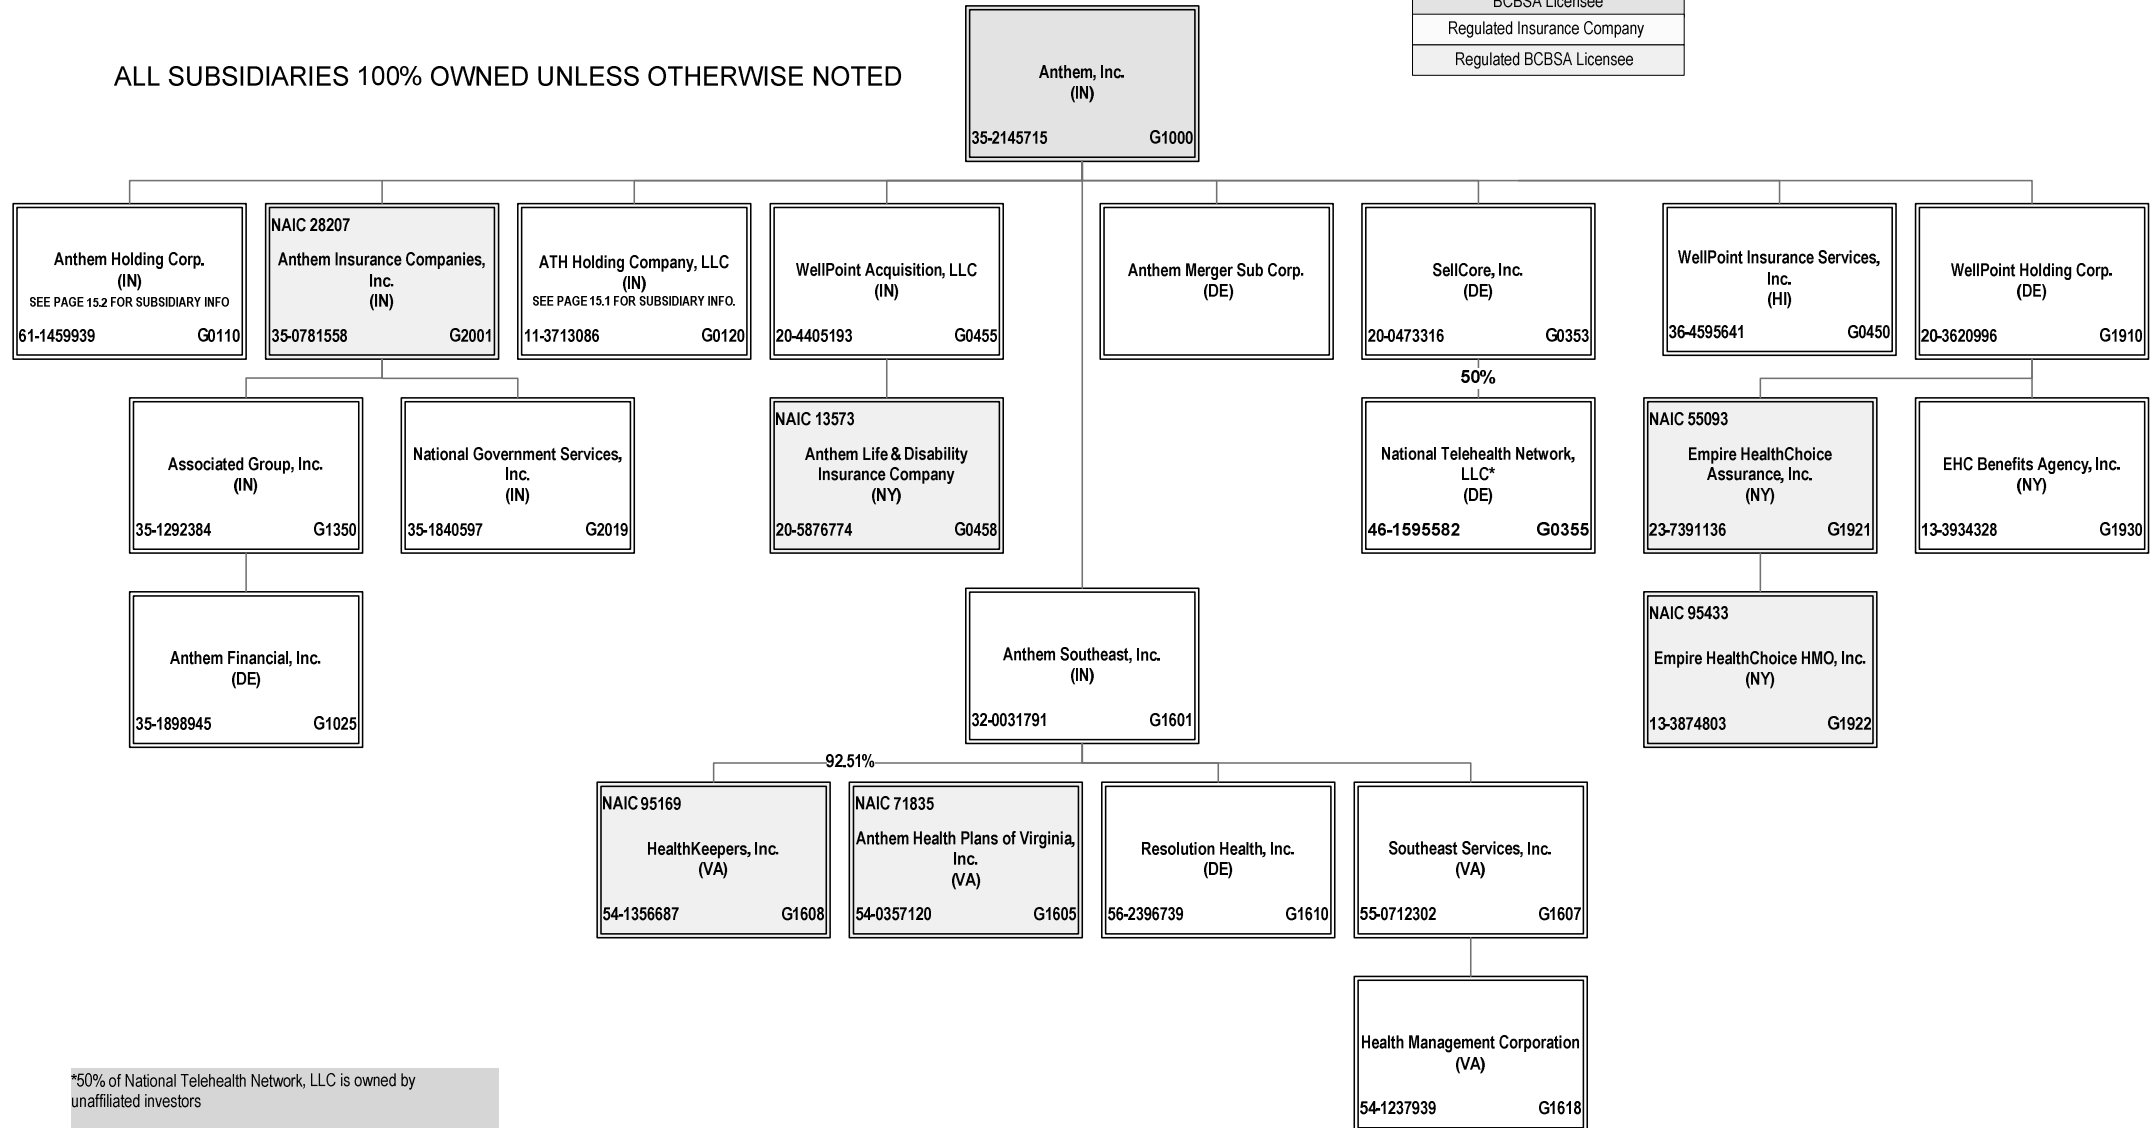 BCBSA Licensee
Regulated Insurance Company
Regulated BCBSA Licensee
ALL SUBSIDIARIES 100% OWNED UNLESS OTHERWISE NOTED
Anthem, Inc.
(IN)
35-2145715 G1000
Anthem Holding Corp.
(IN)
SEE PAGE 15.2 FOR SUBSIDIARY INFO
61-1459939 G0110
NAIC 28207
Anthem Insurance Companies,
Inc.
(IN)
35-0781558 G2001
ATH Holding Company, LLC
(IN)
SEE PAGE 15.1 FOR SUBSIDIARY INFO.
11-3713086 G0120
WellPoint Acquisition, LLC
(IN)
20-4405193 G0455
Anthem Merger Sub Corp.
(DE)
SellCore, Inc.
(DE)
20-0473316 G0353
WellPoint Insurance Services,
Inc.
(HI)
36-4595641 G0450
WellPoint Holding Corp.
(DE)
20-3620996 G1910
50%
Associated Group, Inc.
(IN)
35-1292384 G1350
National Government Services,
Inc.
(IN)
35-1840597 G2019
NAIC 13573
Anthem Life & Disability
Insurance Company
(NY)
20-5876774 G0458
National Telehealth Network,
LLC*
(DE)
46-1595582 G0355
NAIC 55093
Empire HealthChoice
Assurance, Inc.
(NY)
23-7391136 G1921
EHC Benefits Agency, Inc.
(NY)
13-3934328 G1930
Anthem Financial, Inc.
(DE)
35-1898945 G1025
Anthem Southeast, Inc.
(IN)
32-0031791 G1601
NAIC 95433
Empire HealthChoice HMO, Inc.
(NY)
13-3874803 G1922
92.51%
NAIC 95169
HealthKeepers, Inc.
(VA)
54-1356687 G1608
NAIC 71835
Anthem Health Plans of Virginia,
Inc.
(VA)
54-0357120 G1605
Resolution Health, Inc.
(DE)
56-2396739 G1610
Southeast Services, Inc.
(VA)
55-0712302 G1607
Health Management Corporation
(VA)
54-1237939 G1618
*50% of National Telehealth Network, LLC is owned by
unaffiliated investors